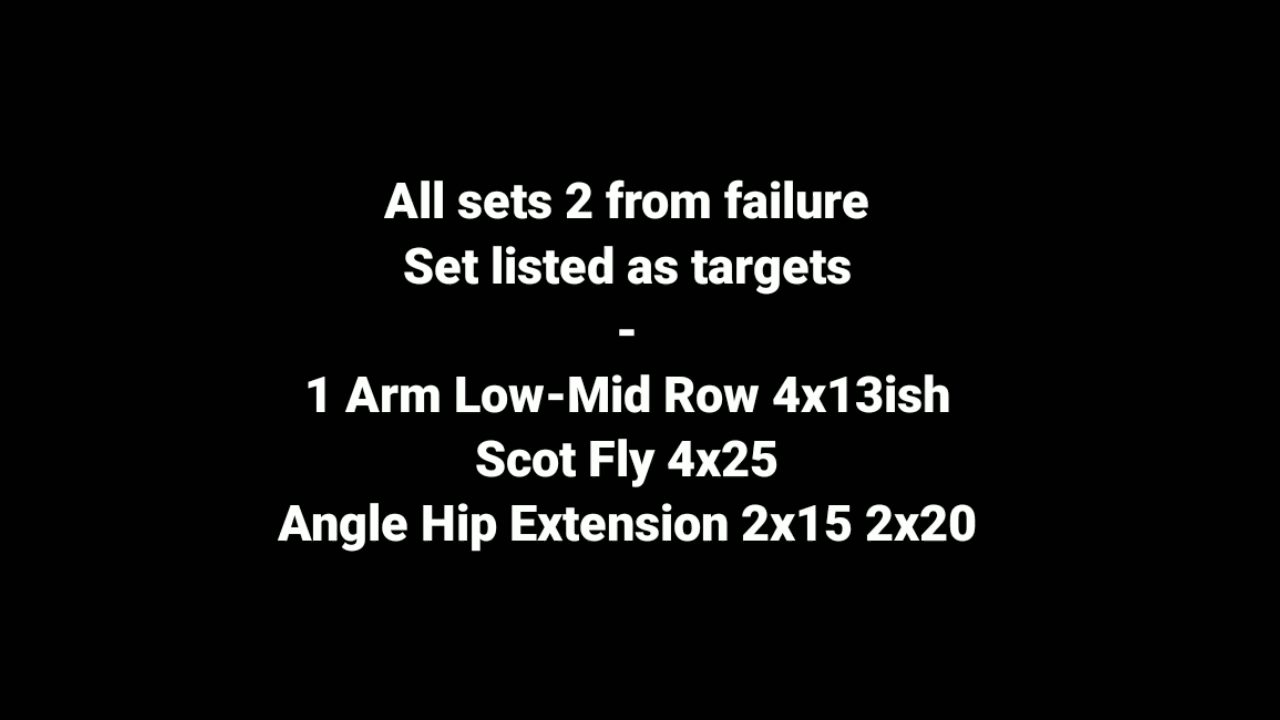 All sets 2 from failure
Set listed as targets
-
1 Arm Low-Mid Row 4x13ish
Scot Fly 4x25
Angle Hip Extension 2x15 2x20